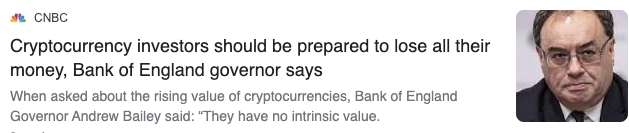 CNBC
Cryptocurrency investors should be prepared to lose all their
money, Bank of England governor says
When asked about the rising value of cryptocurrencies, Bank of England
Governor Andrew Bailey said: “They have no intrinsic value.